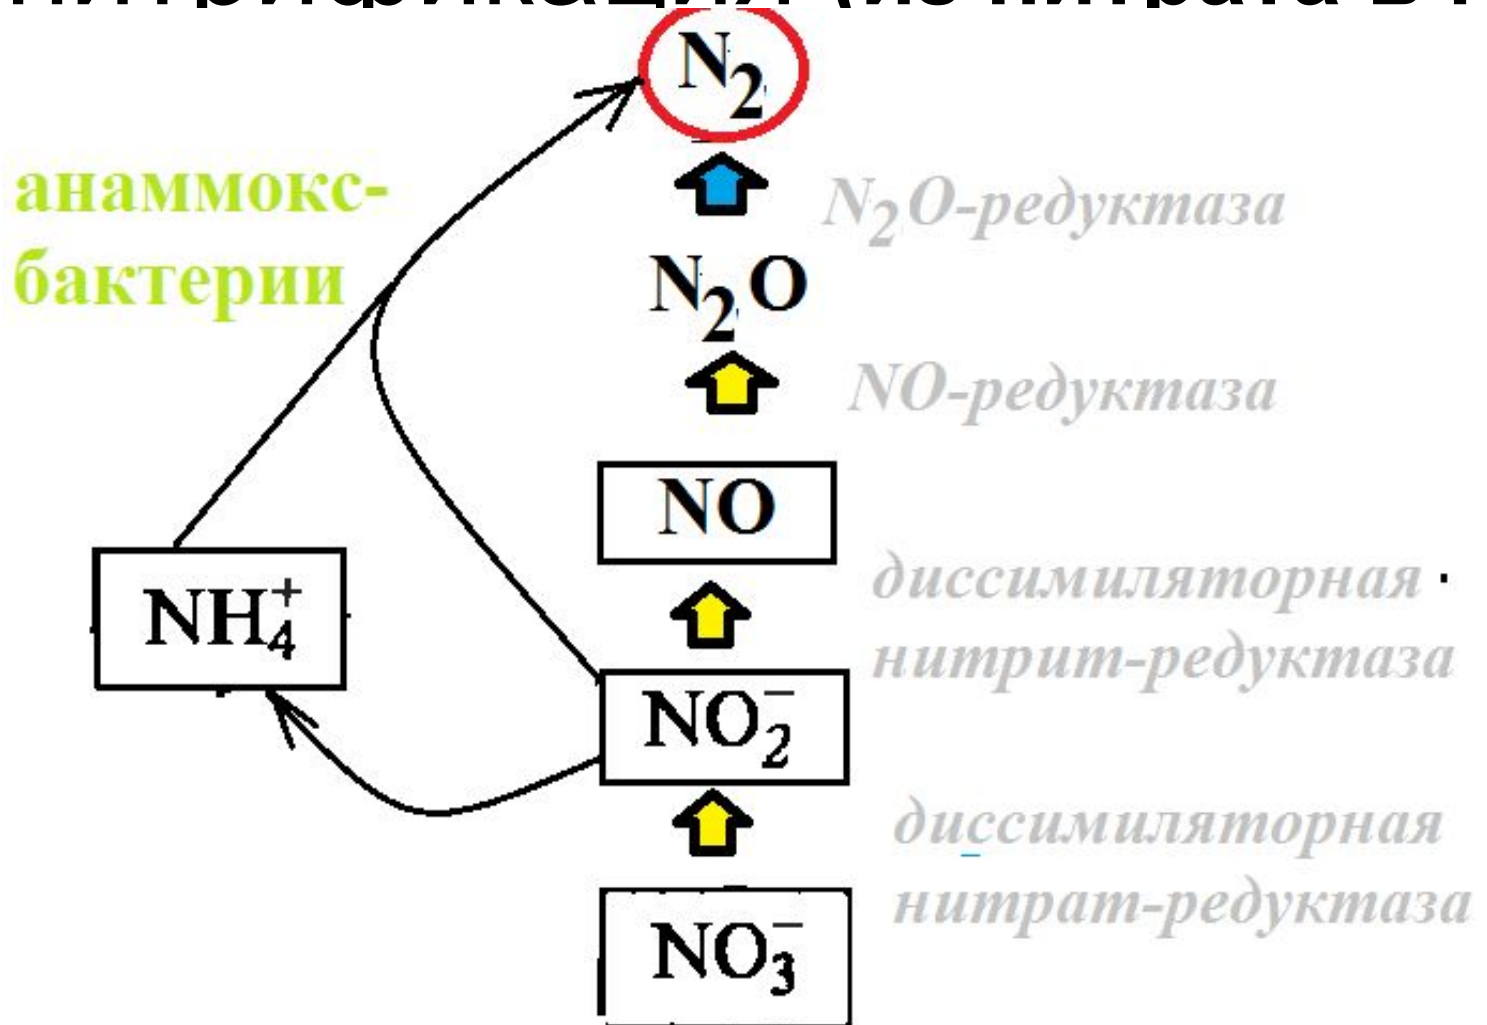 N₂
анаммокс-
бактерии
N₂O-редуктаза
N₂O
NO-редуктаза
NO
диссимиляторная
нитрит-редуктаза
NH₄⁺
NO₂⁻
диссимиляторная
нитрат-редуктаза
NO₃⁻